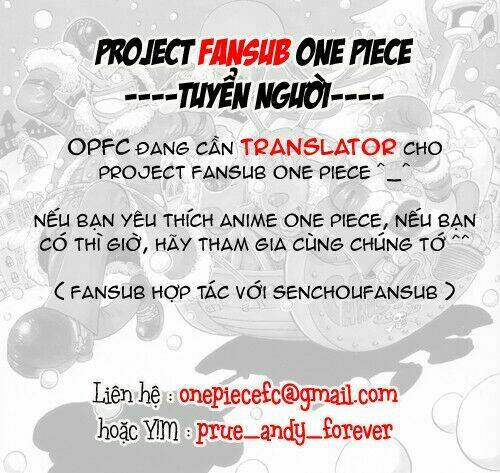 PROJECT FANSUB ONE PIECE
----TUYỂN NGƯỜI----
OPFC ĐANG CẦN TRANSLATOR CHO
PROJECT FANSUB ONE PIECE ^_^
NẾU BẠN YÊU THÍCH ANIME ONE PIECE, NẾU BẠN
CÓ THÌ GIỜ, HÃY THAM GIA CÙNG CHÚNG TỚ ^^
( FANSUB HỢP TÁC VỚI SENCHOUFANSUB )
Liên hệ : onepiecefc@gmail.com
hoặc Y!M : prue_andy_forever